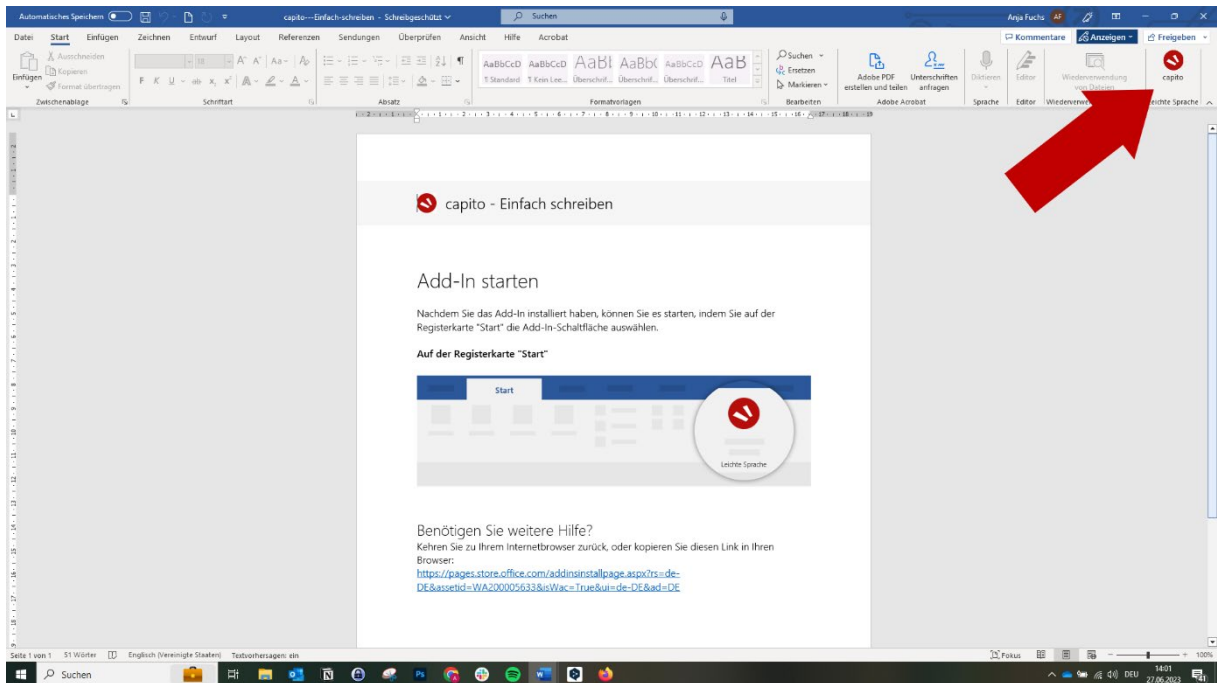 Automatisches Speichern
capito---Einfach-schreiben - Schreibgeschützt
Suchen
Anja Fuchs AF
Datei Start Einfügen Zeichnen Entwurf Layout Referenzen Sendungen Überprüfen Ansicht Hilfe Acrobat
Kommentare Anzeigen Freigeben
Einfügen
Ausschneiden
Kopieren
Format übertragen
F K U ab x, x² A A
AaBbCcD AaBbCcD AaBl AaBb( AaBbCcD AaB
1 Standard 1 Kein Lee... Überschrif... Überschrif... Überschrif... Titel
Suchen
Ersetzen
Markieren
Adobe PDF
erstellen und teilen
Unterschriften
anfragen
Diktieren
Editor
Wiederverwendung
von Dateien
capito
Zwischenablage Schriftart Absatz Formatvorlagen Bearbeiten Adobe Acrobat Sprache Editor
capito - Einfach schreiben
Add-In starten
Nachdem Sie das Add-In installiert haben, können Sie es starten, indem Sie auf der
Registerkarte "Start" die Add-In-Schaltfläche auswählen.
Auf der Registerkarte "Start"
Start
Leichte Sprache
Benötigen Sie weitere Hilfe?
Kehren Sie zu Ihrem Internetbrowser zurück, oder kopieren Sie diesen Link in Ihren
Browser:
https://pages.store.office.com/addinsinstallpage.aspx?rs=de-
DE&assetid=WA200005633&isWac=True&ui=de-DE&ad=DE
Seite 1 von 1 51 Wörter Englisch (Vereinigte Staaten) Textvorhersagen: ein
Fokus 100%
Suchen
DEU 14:01
27.06.2023